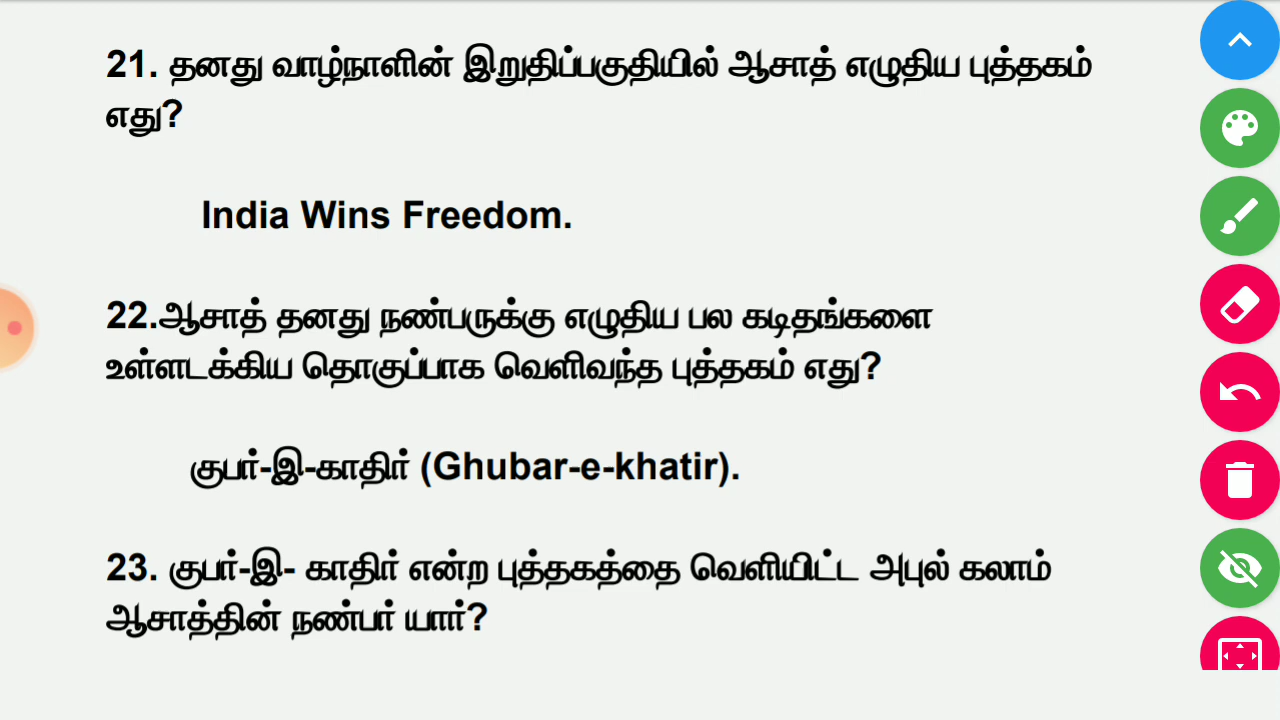 21. தனது வாழ்நாளின் இறுதிப்பகுதியில் ஆசாத் எழுதிய புத்தகம்
எது?
India Wins Freedom.
22.ஆசாத் தனது நண்பருக்கு எழுதிய பல கடிதங்களை
உள்ளடக்கிய தொகுப்பாக வெளிவந்த புத்தகம் எது?
குபர்-இ-காதிர் (Ghubar-e-khatir).
23. குபர்-இ- காதிர் என்ற புத்தகத்தை வெளியிட்ட அபுல் கலாம்
ஆசாத்தின் நண்பர் யார்?